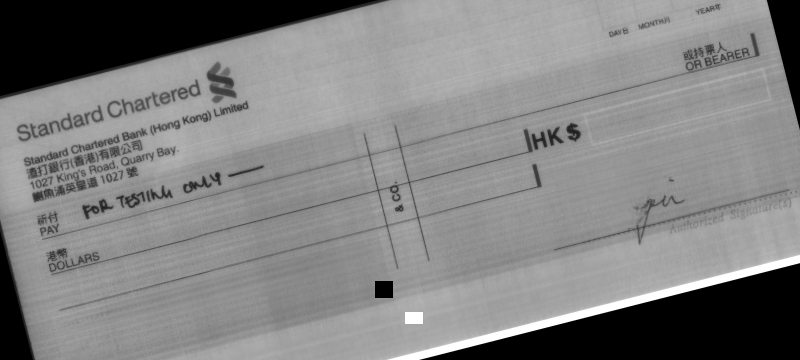 DAY日 MONTH月 YEAR年
Standard Chartered
或持票人
OR BEARER
Standard Chartered Bank (Hong Kong) Limited
渣打銀行(香港)有限公司
1027 King's Road, Quarry Bay.
鰂魚涌英皇道 1027 號
HK$
祈付
PAY
FOR TESTING ONLY
& CO.
港幣
DOLLARS
Authorized Signature(s)